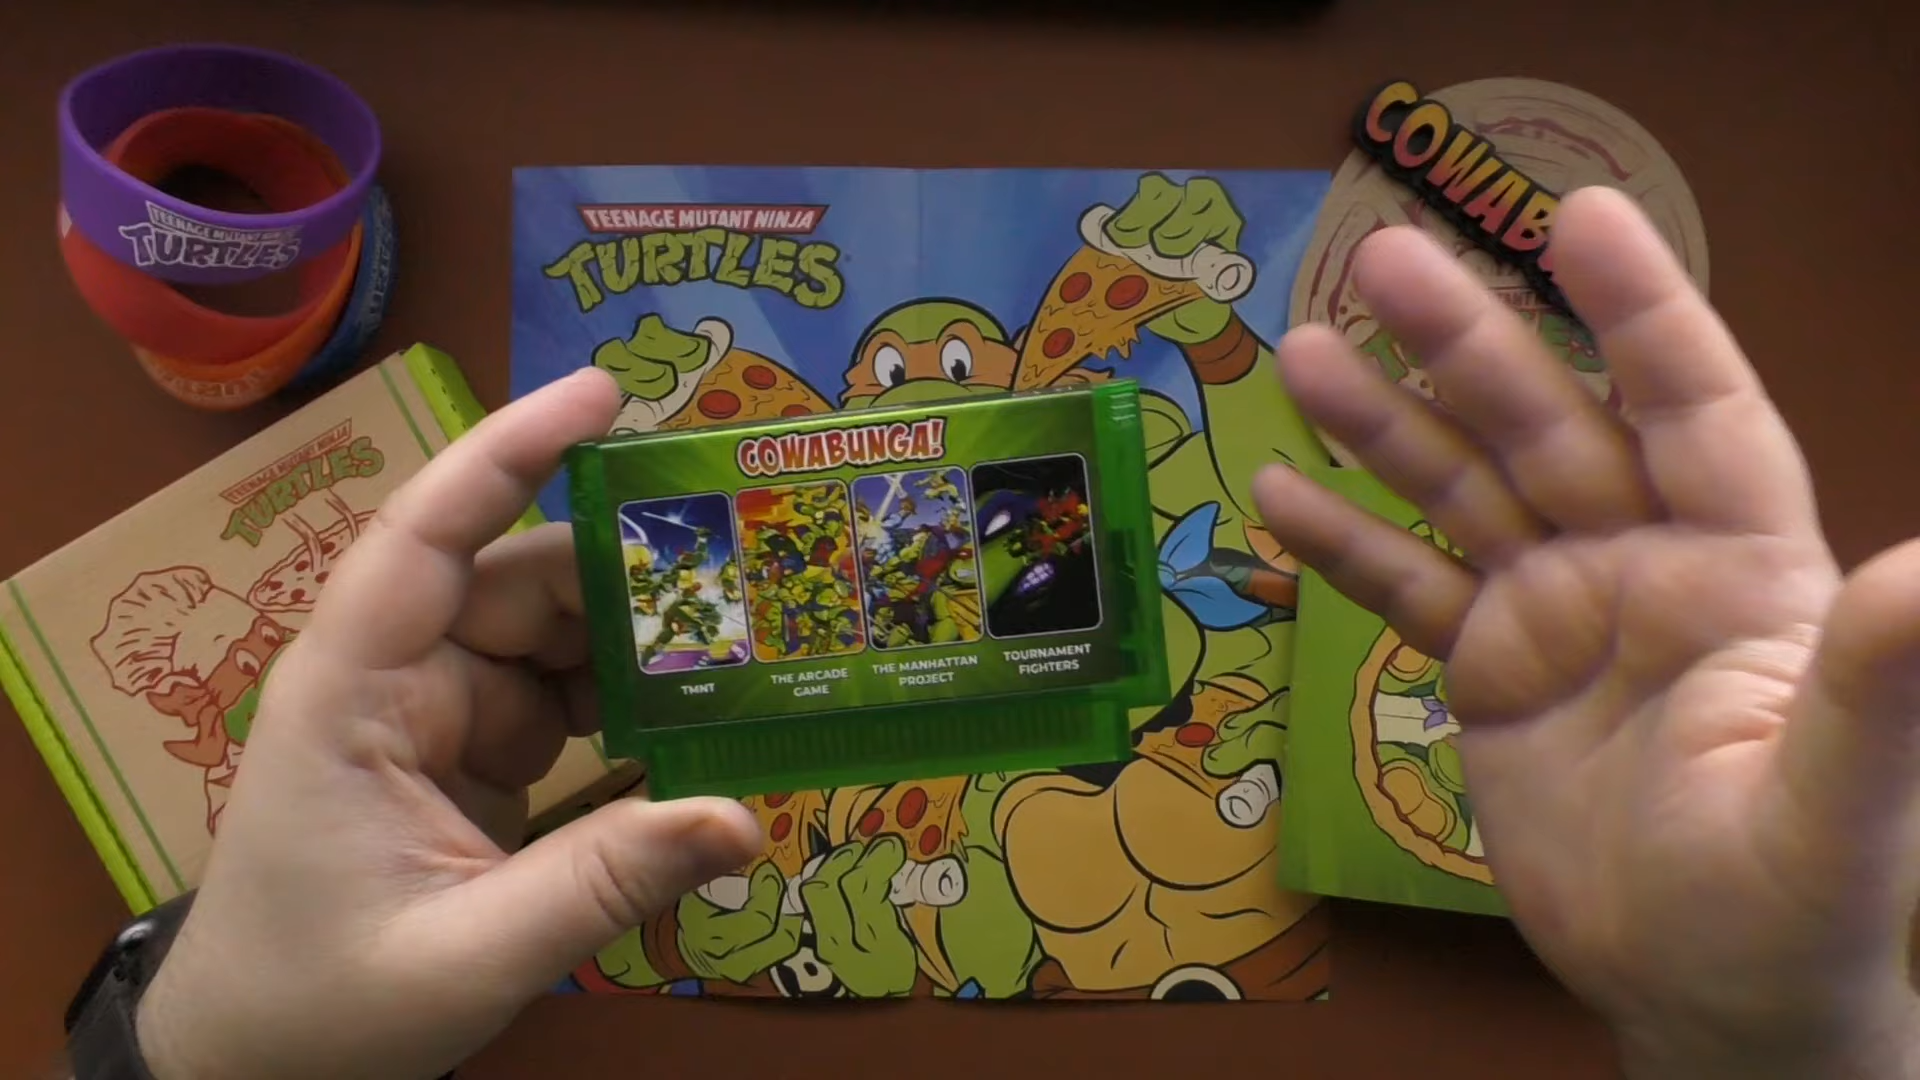 TEENAGE MUTANT NINJA
TURTLES
TEENAGE MUTANT NINJA
TURTLES
COWAB
TEENAGE MUTANT NINJA
TURTLES
COWABUNGA!
TMNT
THE ARCADE
GAME
THE MANHATTAN
PROJECT
TOURNAMENT
FIGHTERS